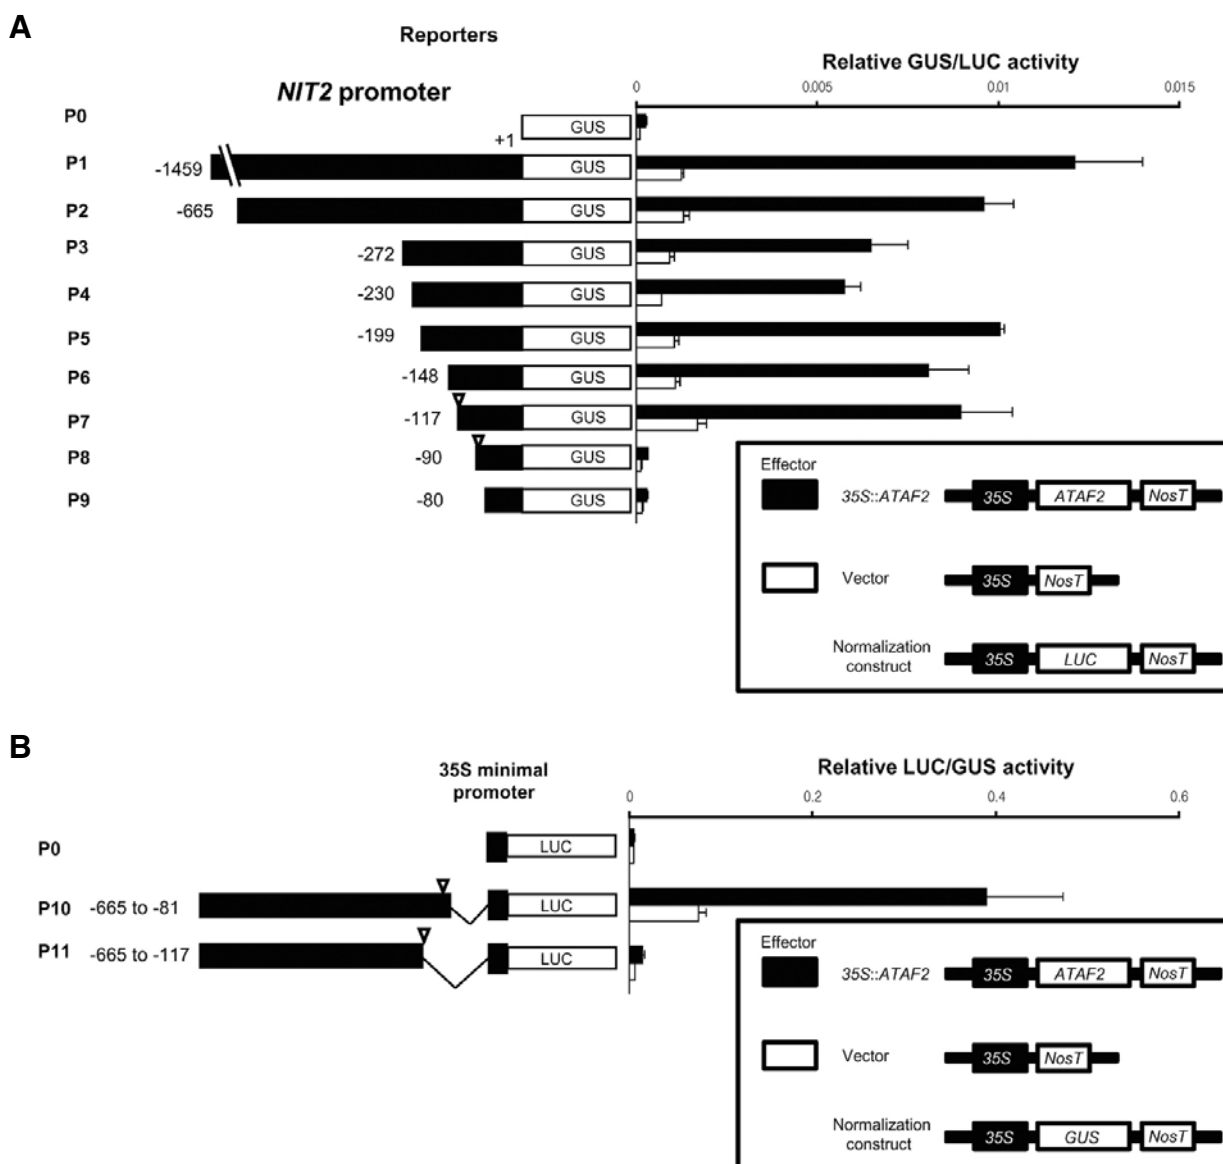 A
Reporters
Relative GUS/LUC activity
NIT2 promoter
0 0.005 0.01 0.015
P0 +1 GUS
P1 -1459 GUS
P2 -665 GUS
P3 -272 GUS
P4 -230 GUS
P5 -199 GUS
P6 -148 GUS
P7 -117 GUS
P8 -90 GUS
P9 -80 GUS
Effector
35S::ATAF2 35S ATAF2 NosT
Vector 35S NosT
Normalization
construct 35S LUC NosT
B
35S minimal
promoter
Relative LUC/GUS activity
0 0.2 0.4 0.6
P0 LUC
P10 -665 to -81 LUC
P11 -665 to -117 LUC
Effector
35S::ATAF2 35S ATAF2 NosT
Vector 35S NosT
Normalization
construct 35S GUS NosT